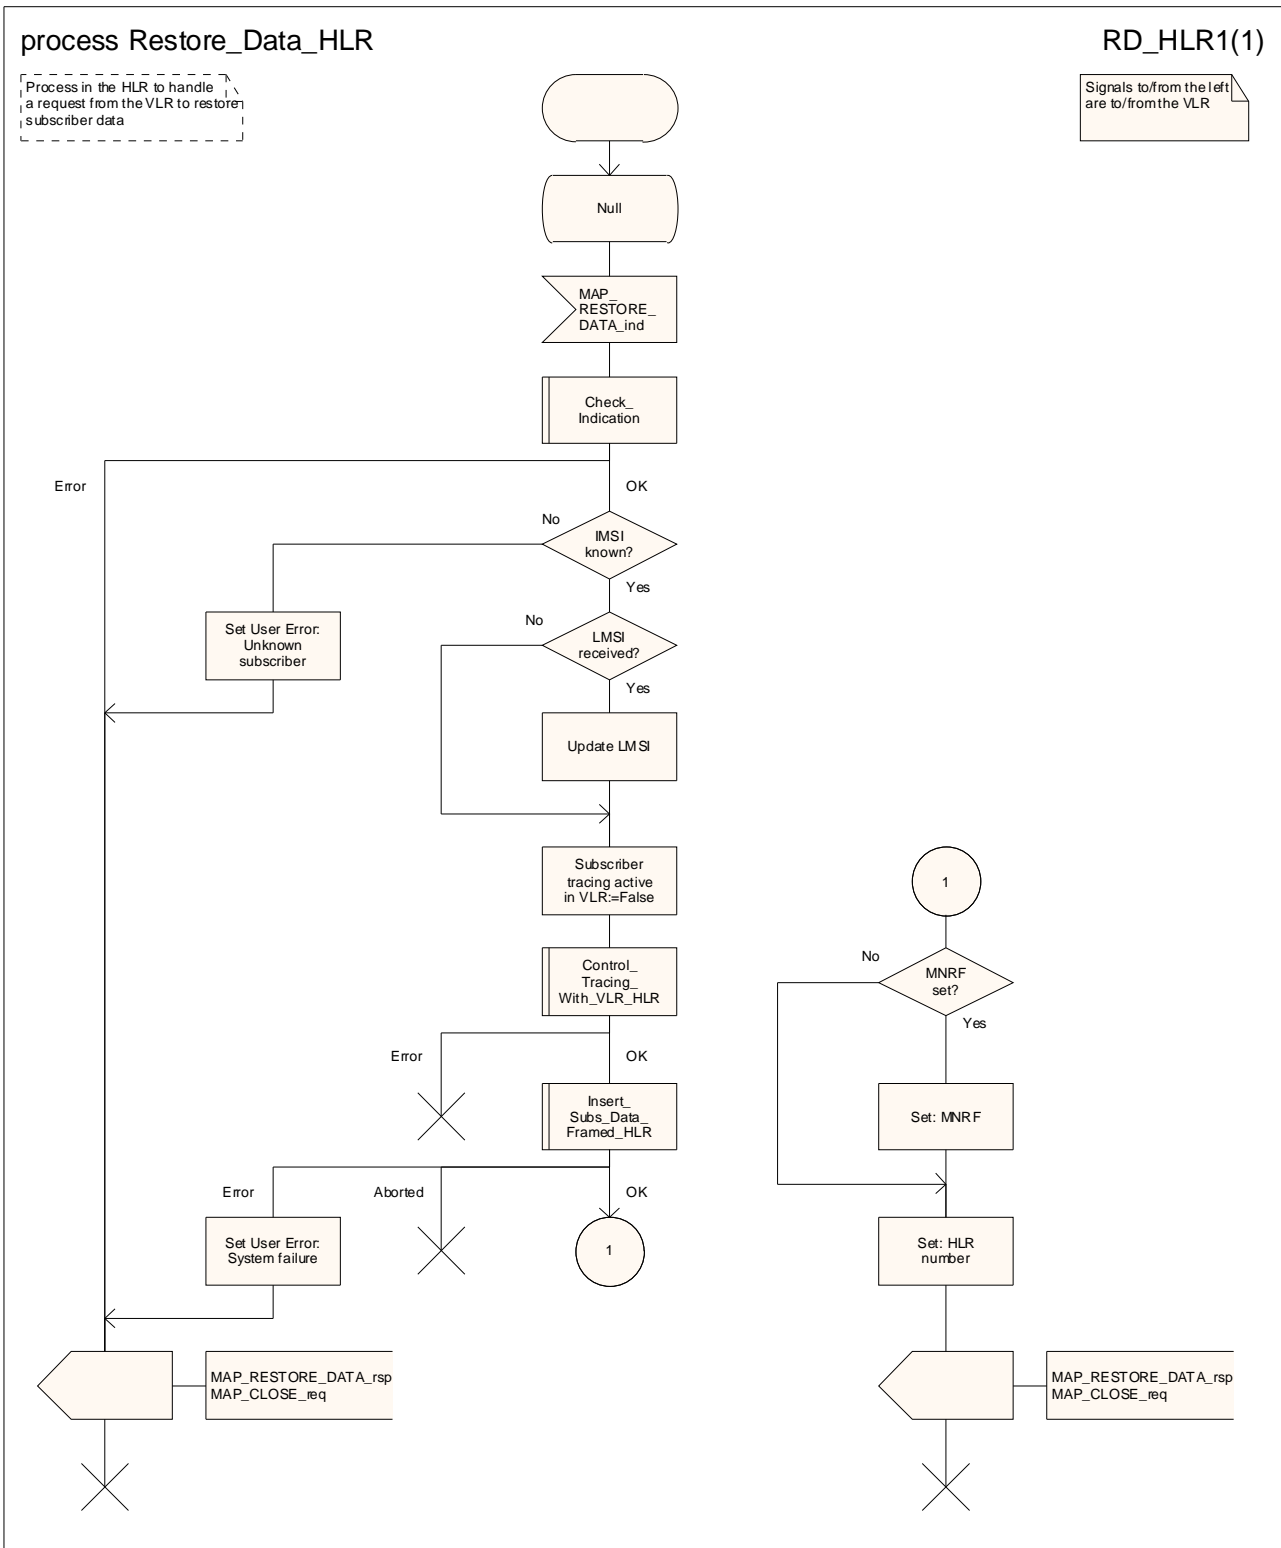 process Restore_Data_HLR
RD_HLR1(1)
Process in the HLR to handle
a request from the VLR to restore
subscriber data
Signals to/from the left
are to/from the VLR
Null
MAP_
RESTORE_
DATA_ind
Check_
Indication
Error
OK
No
IMSI
known?
Yes
Set User Error:
Unknown
subscriber
No
LMSI
received?
Yes
Update LMSI
Subscriber
tracing active
in VLR:=False
Control_
Tracing_
With_VLR_HLR
Error
OK
Insert_
Subs_Data_
Framed_HLR
Error
Aborted
OK
Set User Error:
System failure
1
MAP_RESTORE_DATA_rsp
MAP_CLOSE_req
1
No
MNRF
set?
Yes
Set: MNRF
Set: HLR
number
MAP_RESTORE_DATA_rsp
MAP_CLOSE_req